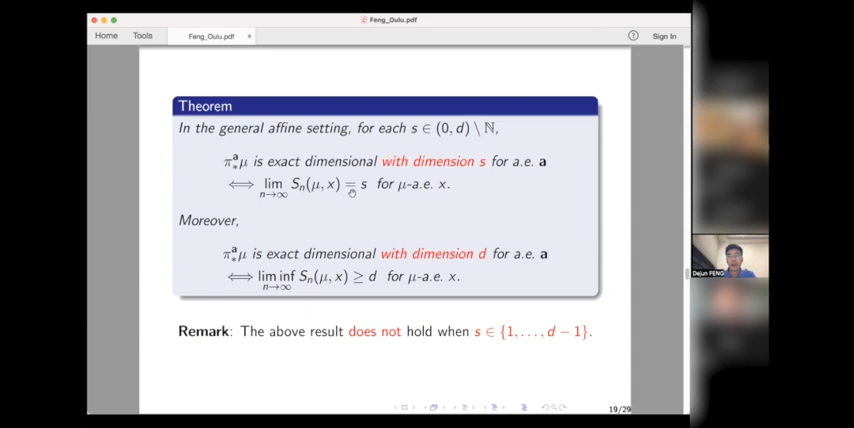 Feng_Oulu.pdf
Home Tools Feng_Oulu.pdf × Sign In
Theorem
In the general affine setting, for each s ∈ (0, d) \ ℕ,
π^a_*μ is exact dimensional with dimension s for a.e. a
⟺ lim_{n→∞} S_n(μ, x) = s for μ-a.e. x.
Moreover,
π^a_*μ is exact dimensional with dimension d for a.e. a
⟺ lim inf_{n→∞} S_n(μ, x) ≥ d for μ-a.e. x.
Remark: The above result does not hold when s ∈ {1, . . . , d − 1}.
19/29
Dejun FENG